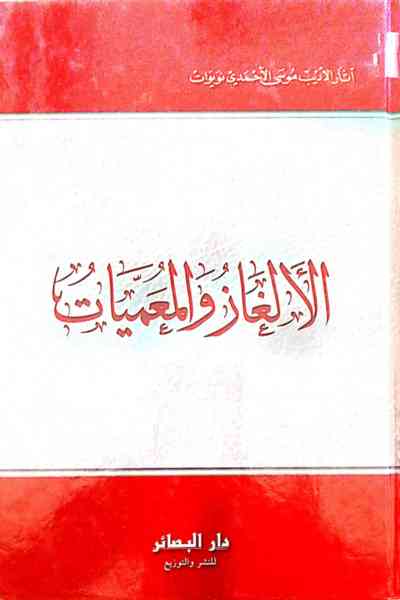 آثار الأديب موسى الأحمدي نويوات
الألغاز والمعميات
دار البصائر
للنشر والتوزيع